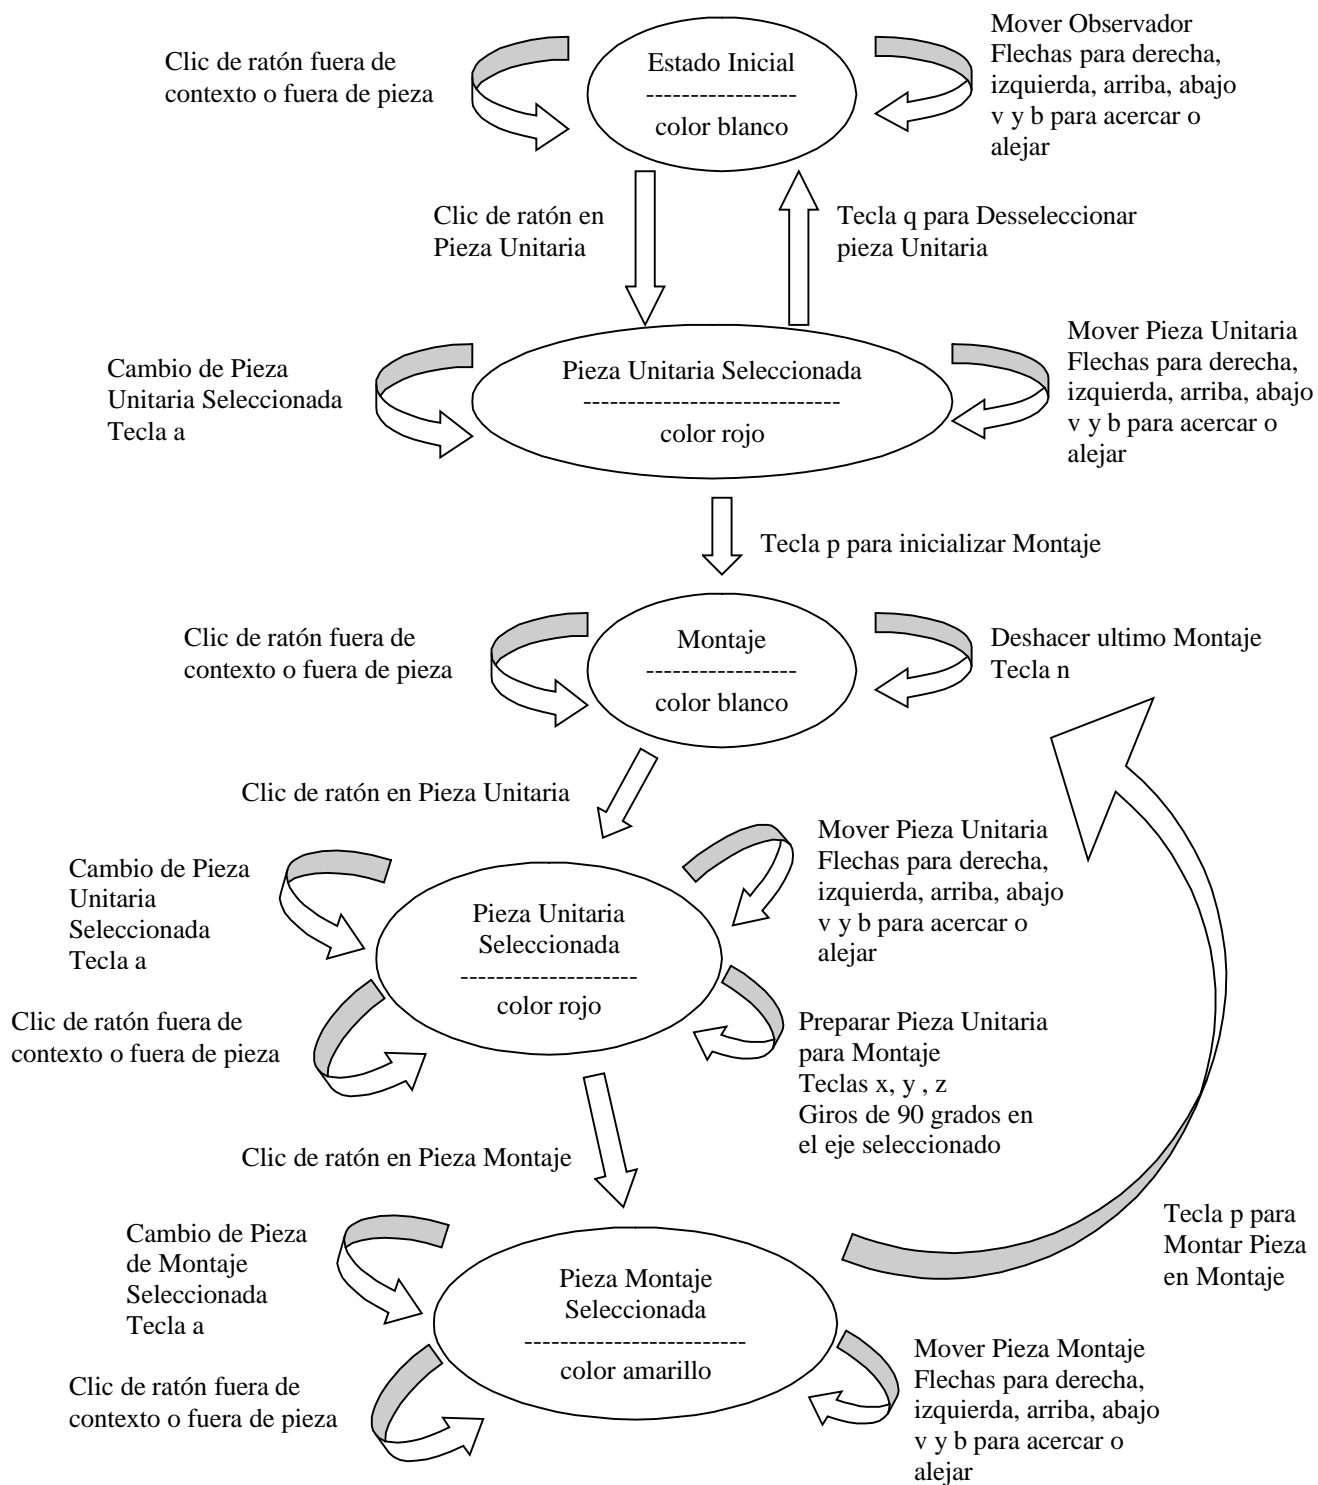 Clic de ratón fuera de
contexto o fuera de pieza
Estado Inicial
-----------------
color blanco
Mover Observador
Flechas para derecha,
izquierda, arriba, abajo
v y b para acercar o
alejar
Clic de ratón en
Pieza Unitaria
Tecla q para Desseleccionar
pieza Unitaria
Cambio de Pieza
Unitaria Seleccionada
Tecla a
Pieza Unitaria Seleccionada
-----------------------------
color rojo
Mover Pieza Unitaria
Flechas para derecha,
izquierda, arriba, abajo
v y b para acercar o
alejar
Tecla p para inicializar Montaje
Clic de ratón fuera de
contexto o fuera de pieza
Montaje
-----------------
color blanco
Deshacer ultimo Montaje
Tecla n
Clic de ratón en Pieza Unitaria
Cambio de Pieza
Unitaria
Seleccionada
Tecla a
Pieza Unitaria
Seleccionada
--------------------
color rojo
Mover Pieza Unitaria
Flechas para derecha,
izquierda, arriba, abajo
v y b para acercar o
alejar
Clic de ratón fuera de
contexto o fuera de pieza
Preparar Pieza Unitaria
para Montaje
Teclas x, y , z
Giros de 90 grados en
el eje seleccionado
Clic de ratón en Pieza Montaje
Cambio de Pieza
de Montaje
Seleccionada
Tecla a
Pieza Montaje
Seleccionada
-------------------------
color amarillo
Tecla p para
Montar Pieza
en Montaje
Clic de ratón fuera de
contexto o fuera de pieza
Mover Pieza Montaje
Flechas para derecha,
izquierda, arriba, abajo
v y b para acercar o
alejar